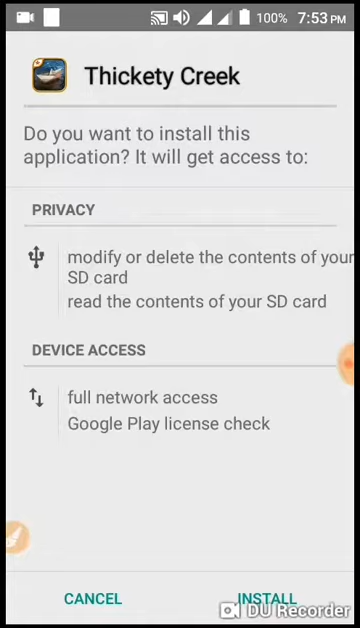 100% 7:53 PM
Thickety Creek
Do you want to install this
application? It will get access to:
PRIVACY
modify or delete the contents of your
SD card
read the contents of your SD card
DEVICE ACCESS
full network access
Google Play license check
CANCEL INSTALL
DU Recorder